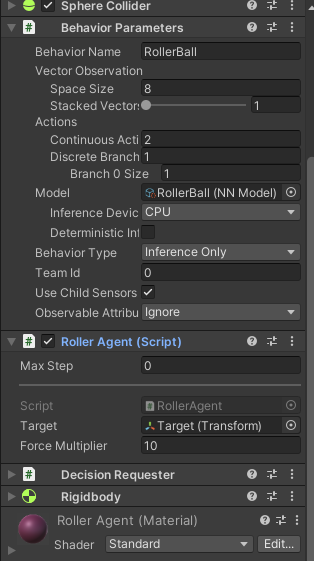 Sphere Collider
Behavior Parameters
Behavior Name RollerBall
Vector Observation
Space Size 8
Stacked Vectors 1
Actions
Continuous Acti 2
Discrete Branch 1
Branch 0 Size 1
Model RollerBall (NN Model)
Inference Devic CPU
Deterministic Inf
Behavior Type Inference Only
Team Id 0
Use Child Sensors
Observable Attribu Ignore
Roller Agent (Script)
Max Step 0
Script RollerAgent
Target Target (Transform)
Force Multiplier 10
Decision Requester
Rigidbody
Roller Agent (Material)
Shader Standard Edit...